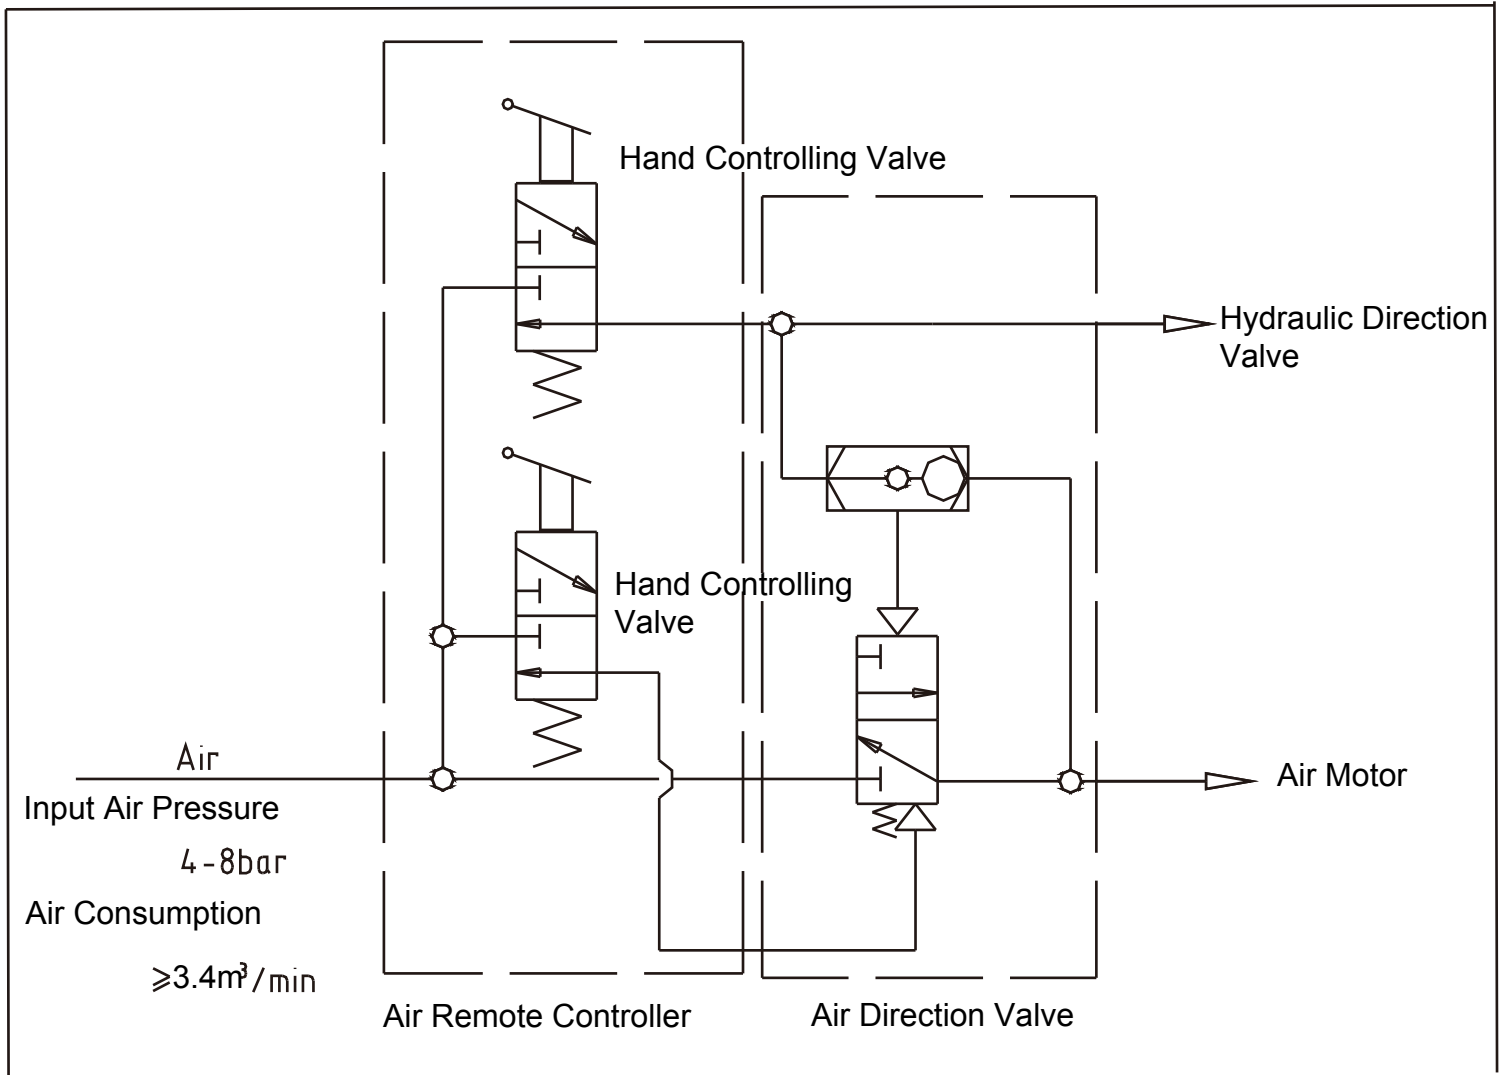 Hand Controlling Valve
Hydraulic Direction
Valve
Hand Controlling
Valve
Air
Input Air Pressure
4-8bar
Air Consumption
⩾3.4m³/min
Air Motor
Air Remote Controller
Air Direction Valve